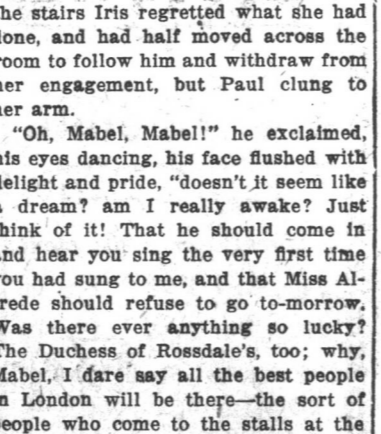 he stairs Iris regretted what she had
lone, and had half moved across the
room to follow him and withdraw from
her engagement, but Paul clung to
her arm.
"Oh, Mabel, Mabel!" he exclaimed,
his eyes dancing, his face flushed with
delight and pride, "doesn't it seem like
a dream? am I really awake? Just
think of it! That he should come in
and hear you sing the very first time
you had sung to me, and that Miss Al-
rede should refuse to go to-morrow.
Was there ever anything so lucky?
The Duchess of Rossdale's, too; why,
Mabel, I dare say all the best people
in London will be there—the sort of
people who come to the stalls at the